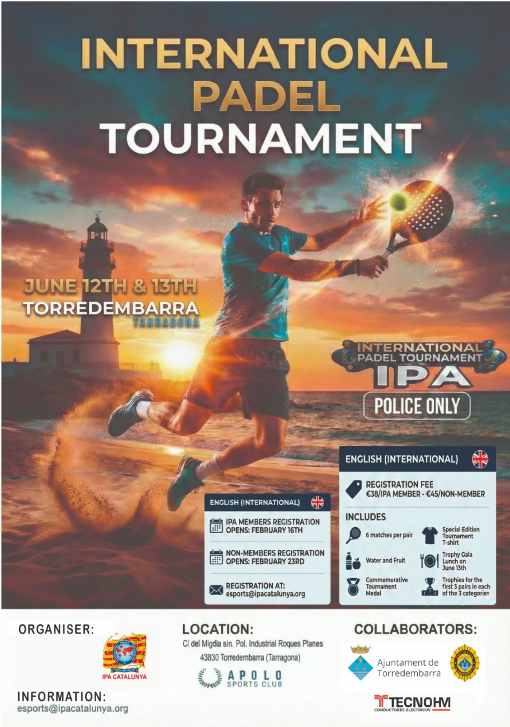 INTERNATIONAL
PADEL
TOURNAMENT
JUNE 12TH & 13TH
TORREDEMBARRA
TARRAGONA
INTERNATIONAL
PADEL TOURNAMENT
IPA
POLICE ONLY
ENGLISH (INTERNATIONAL)
REGISTRATION FEE
€38/IPA MEMBER - €45/NON-MEMBER
INCLUDES
6 matches per pair
Special Edition
Tournament
T-shirt
Water and Fruit
Trophy Gala
Lunch on
June 13th
Commemorative
Tournament
Medal
Trophies for the
first 3 pairs in each
of the 3 categories
ENGLISH (INTERNATIONAL)
IPA MEMBERS REGISTRATION
OPENS: FEBRUARY 16TH
NON-MEMBERS REGISTRATION
OPENS: FEBRUARY 23RD
REGISTRATION AT:
esports@ipacatalunya.org
ORGANISER:
IPA CATALUNYA
INFORMATION:
esports@ipacatalunya.org
LOCATION:
C/ del Migdia sin. Pol. Industrial Roques Planes
43830 Torredembarra (Tarragona)
APOLO
SPORTS CLUB
COLLABORATORS:
Ajuntament de
Torredembarra
TECNOHM
CONDUCTORES ELECTRICOS